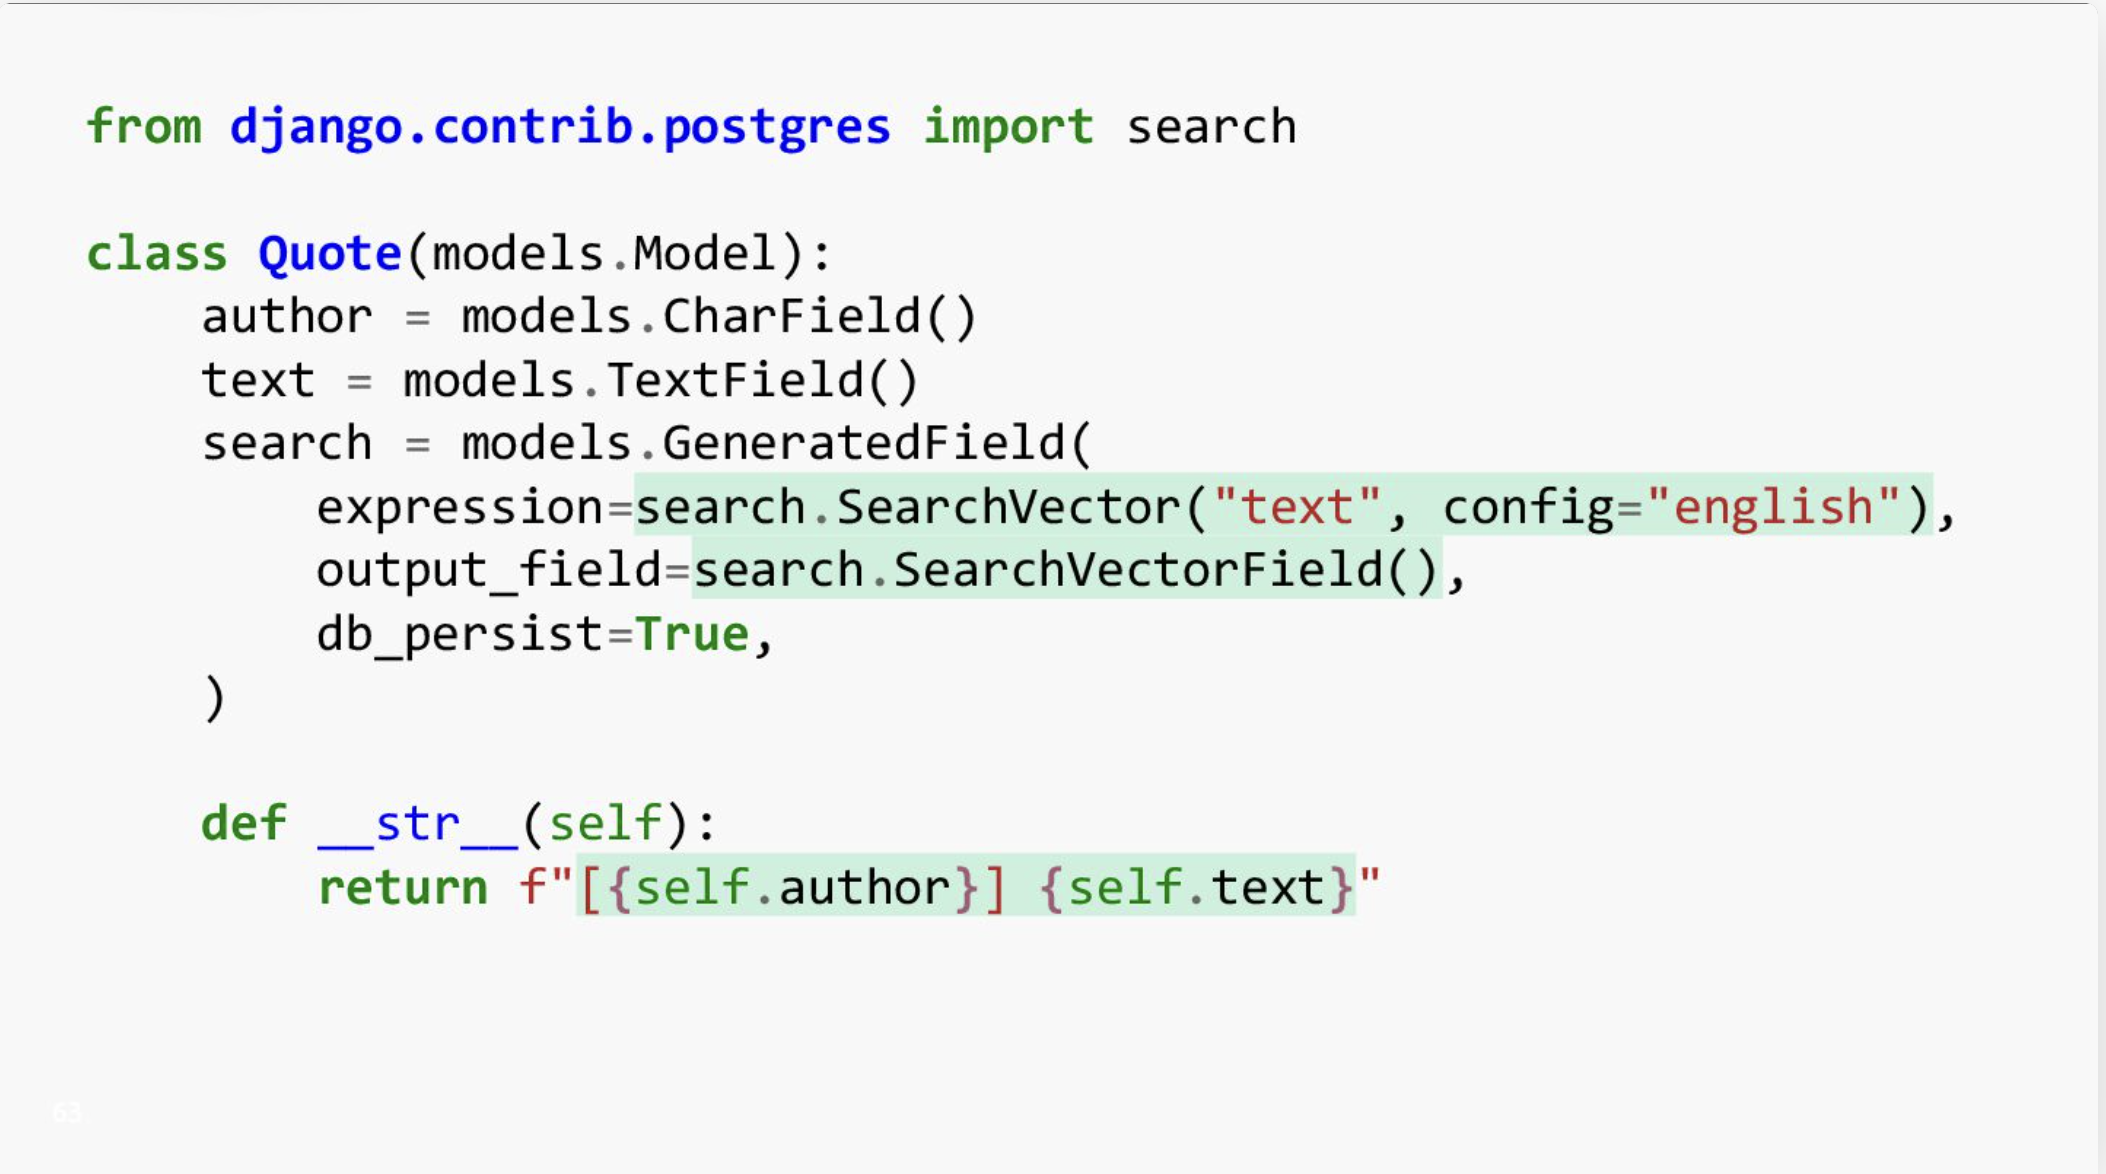 from django.contrib.postgres import search
class Quote(models.Model):
    author = models.CharField()
    text = models.TextField()
    search = models.GeneratedField(
        expression=search.SearchVector("text", config="english"),
        output_field=search.SearchVectorField(),
        db_persist=True,
    )
    def __str__(self):
        return f"[{self.author}] {self.text}"
63